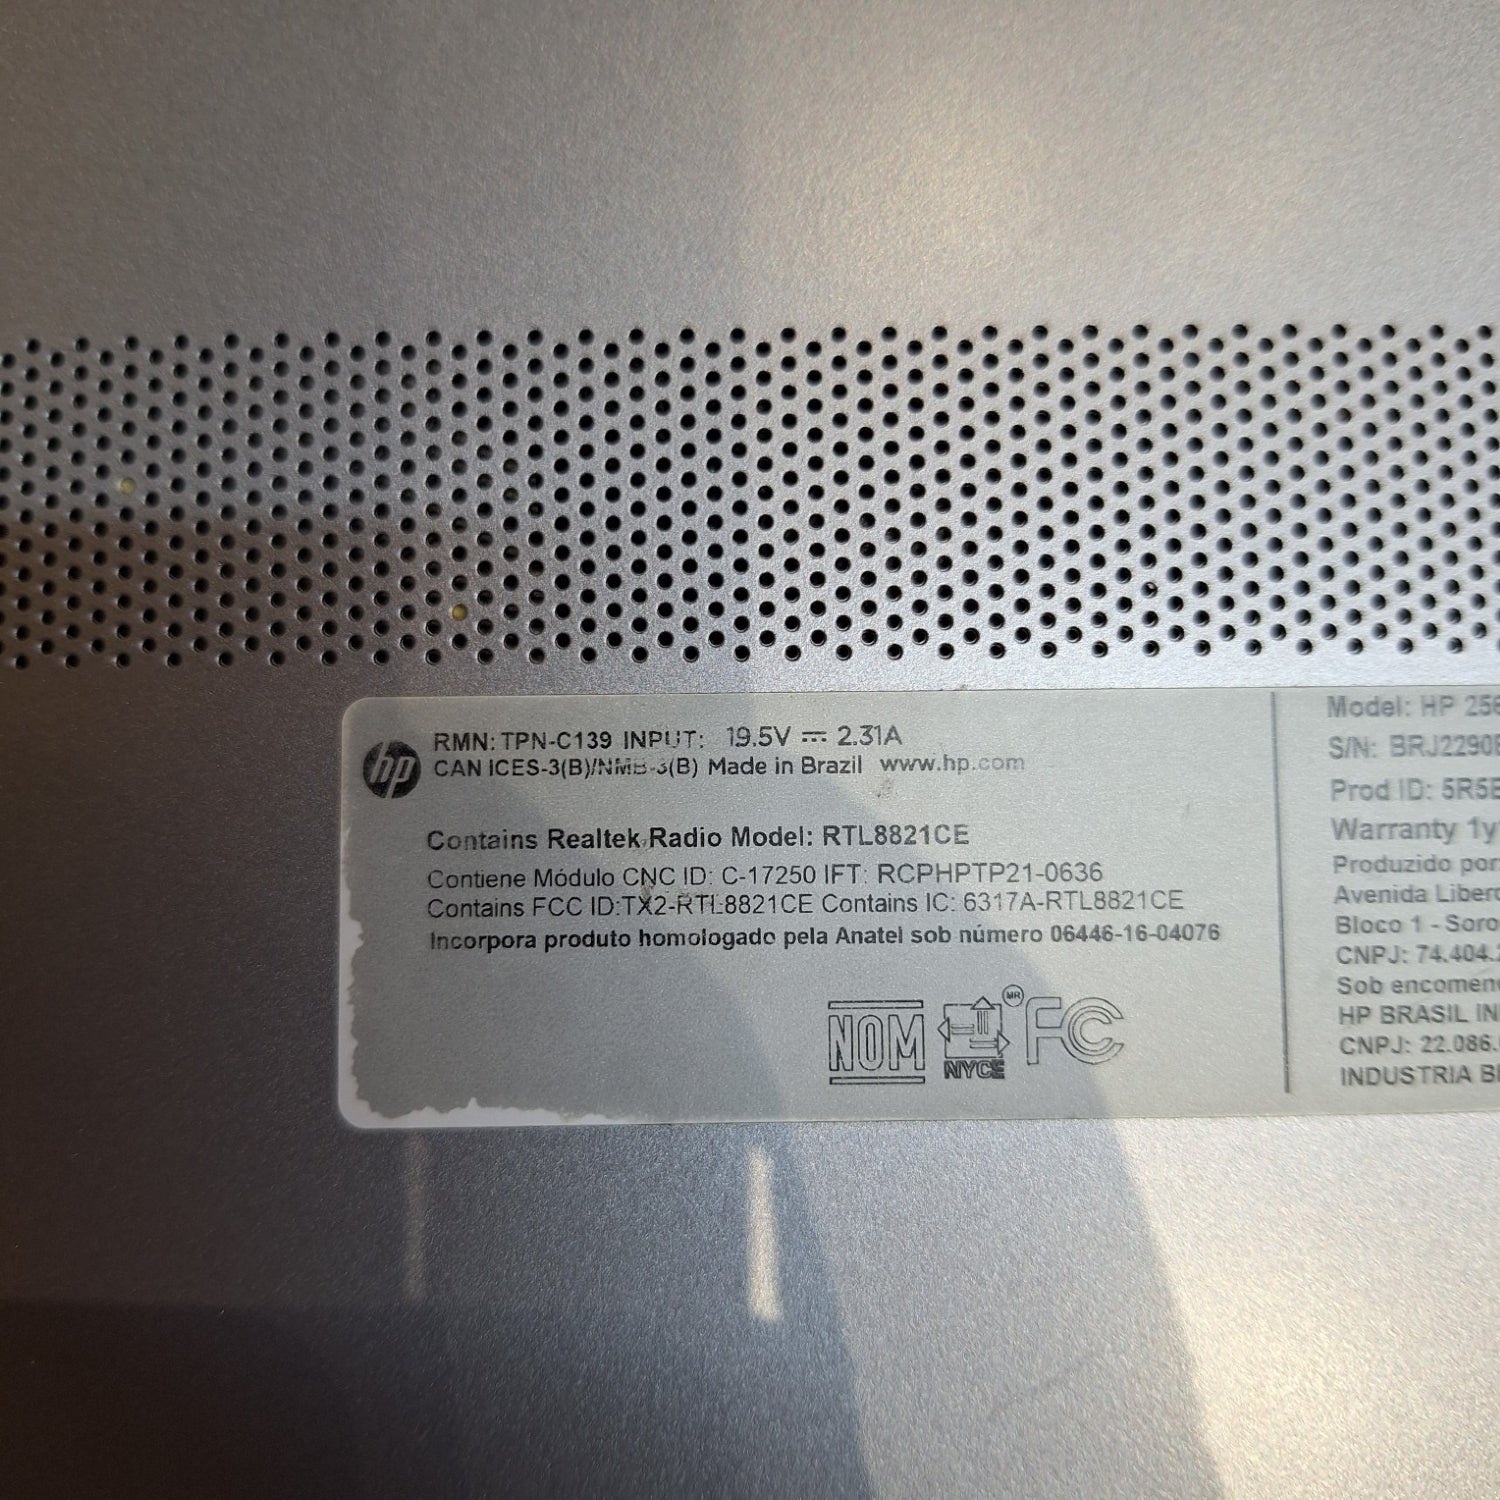 hp
RMN: TPN-C139 INPUT: 19.5V ⎓ 2.31A
CAN ICES-3(B)/NMB-3(B) Made in Brazil www.hp.com
Contains Realtek Radio Model: RTL8821CE
Contiene Módulo CNC ID: C-17250 IFT: RCPHPTP21-0636
Contains FCC ID:TX2-RTL8821CE Contains IC: 6317A-RTL8821CE
Incorpora produto homologado pela Anatel sob número 06446-16-04076
NOM NYCE MR FC
Model: HP 256
S/N: BRJ2290
Prod ID: 5R5
Warranty 1y
Produzido por
Avenida Liber
Bloco 1 - Soro
CNPJ: 74.404.
Sob encomen
HP BRASIL IN
CNPJ: 22.086.
INDUSTRIA B